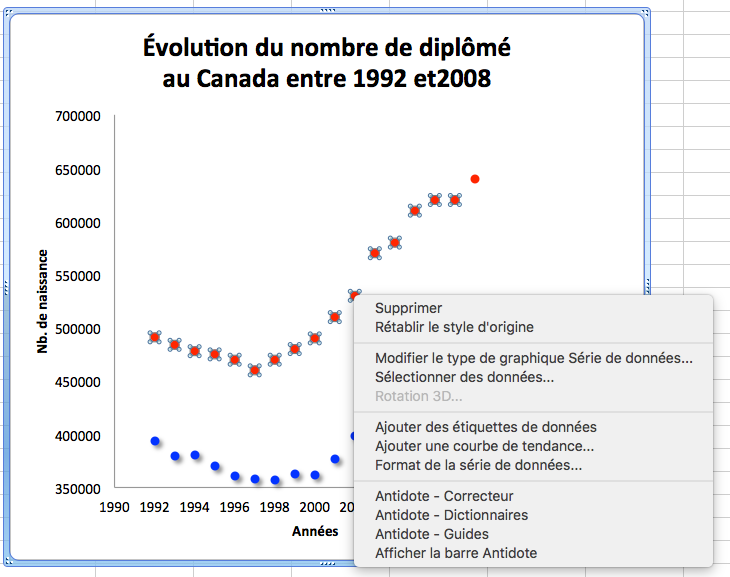 Évolution du nombre de diplômé
au Canada entre 1992 et2008
700000
650000
600000
550000
500000
450000
400000
350000
Nb. de naissance
1990 1992 1994 1996 1998 2000
Années
Supprimer
Rétablir le style d'origine
Modifier le type de graphique Série de données...
Sélectionner des données...
Rotation 3D...
Ajouter des étiquettes de données
Ajouter une courbe de tendance...
Format de la série de données...
Antidote - Correcteur
Antidote - Dictionnaires
Antidote - Guides
Afficher la barre Antidote